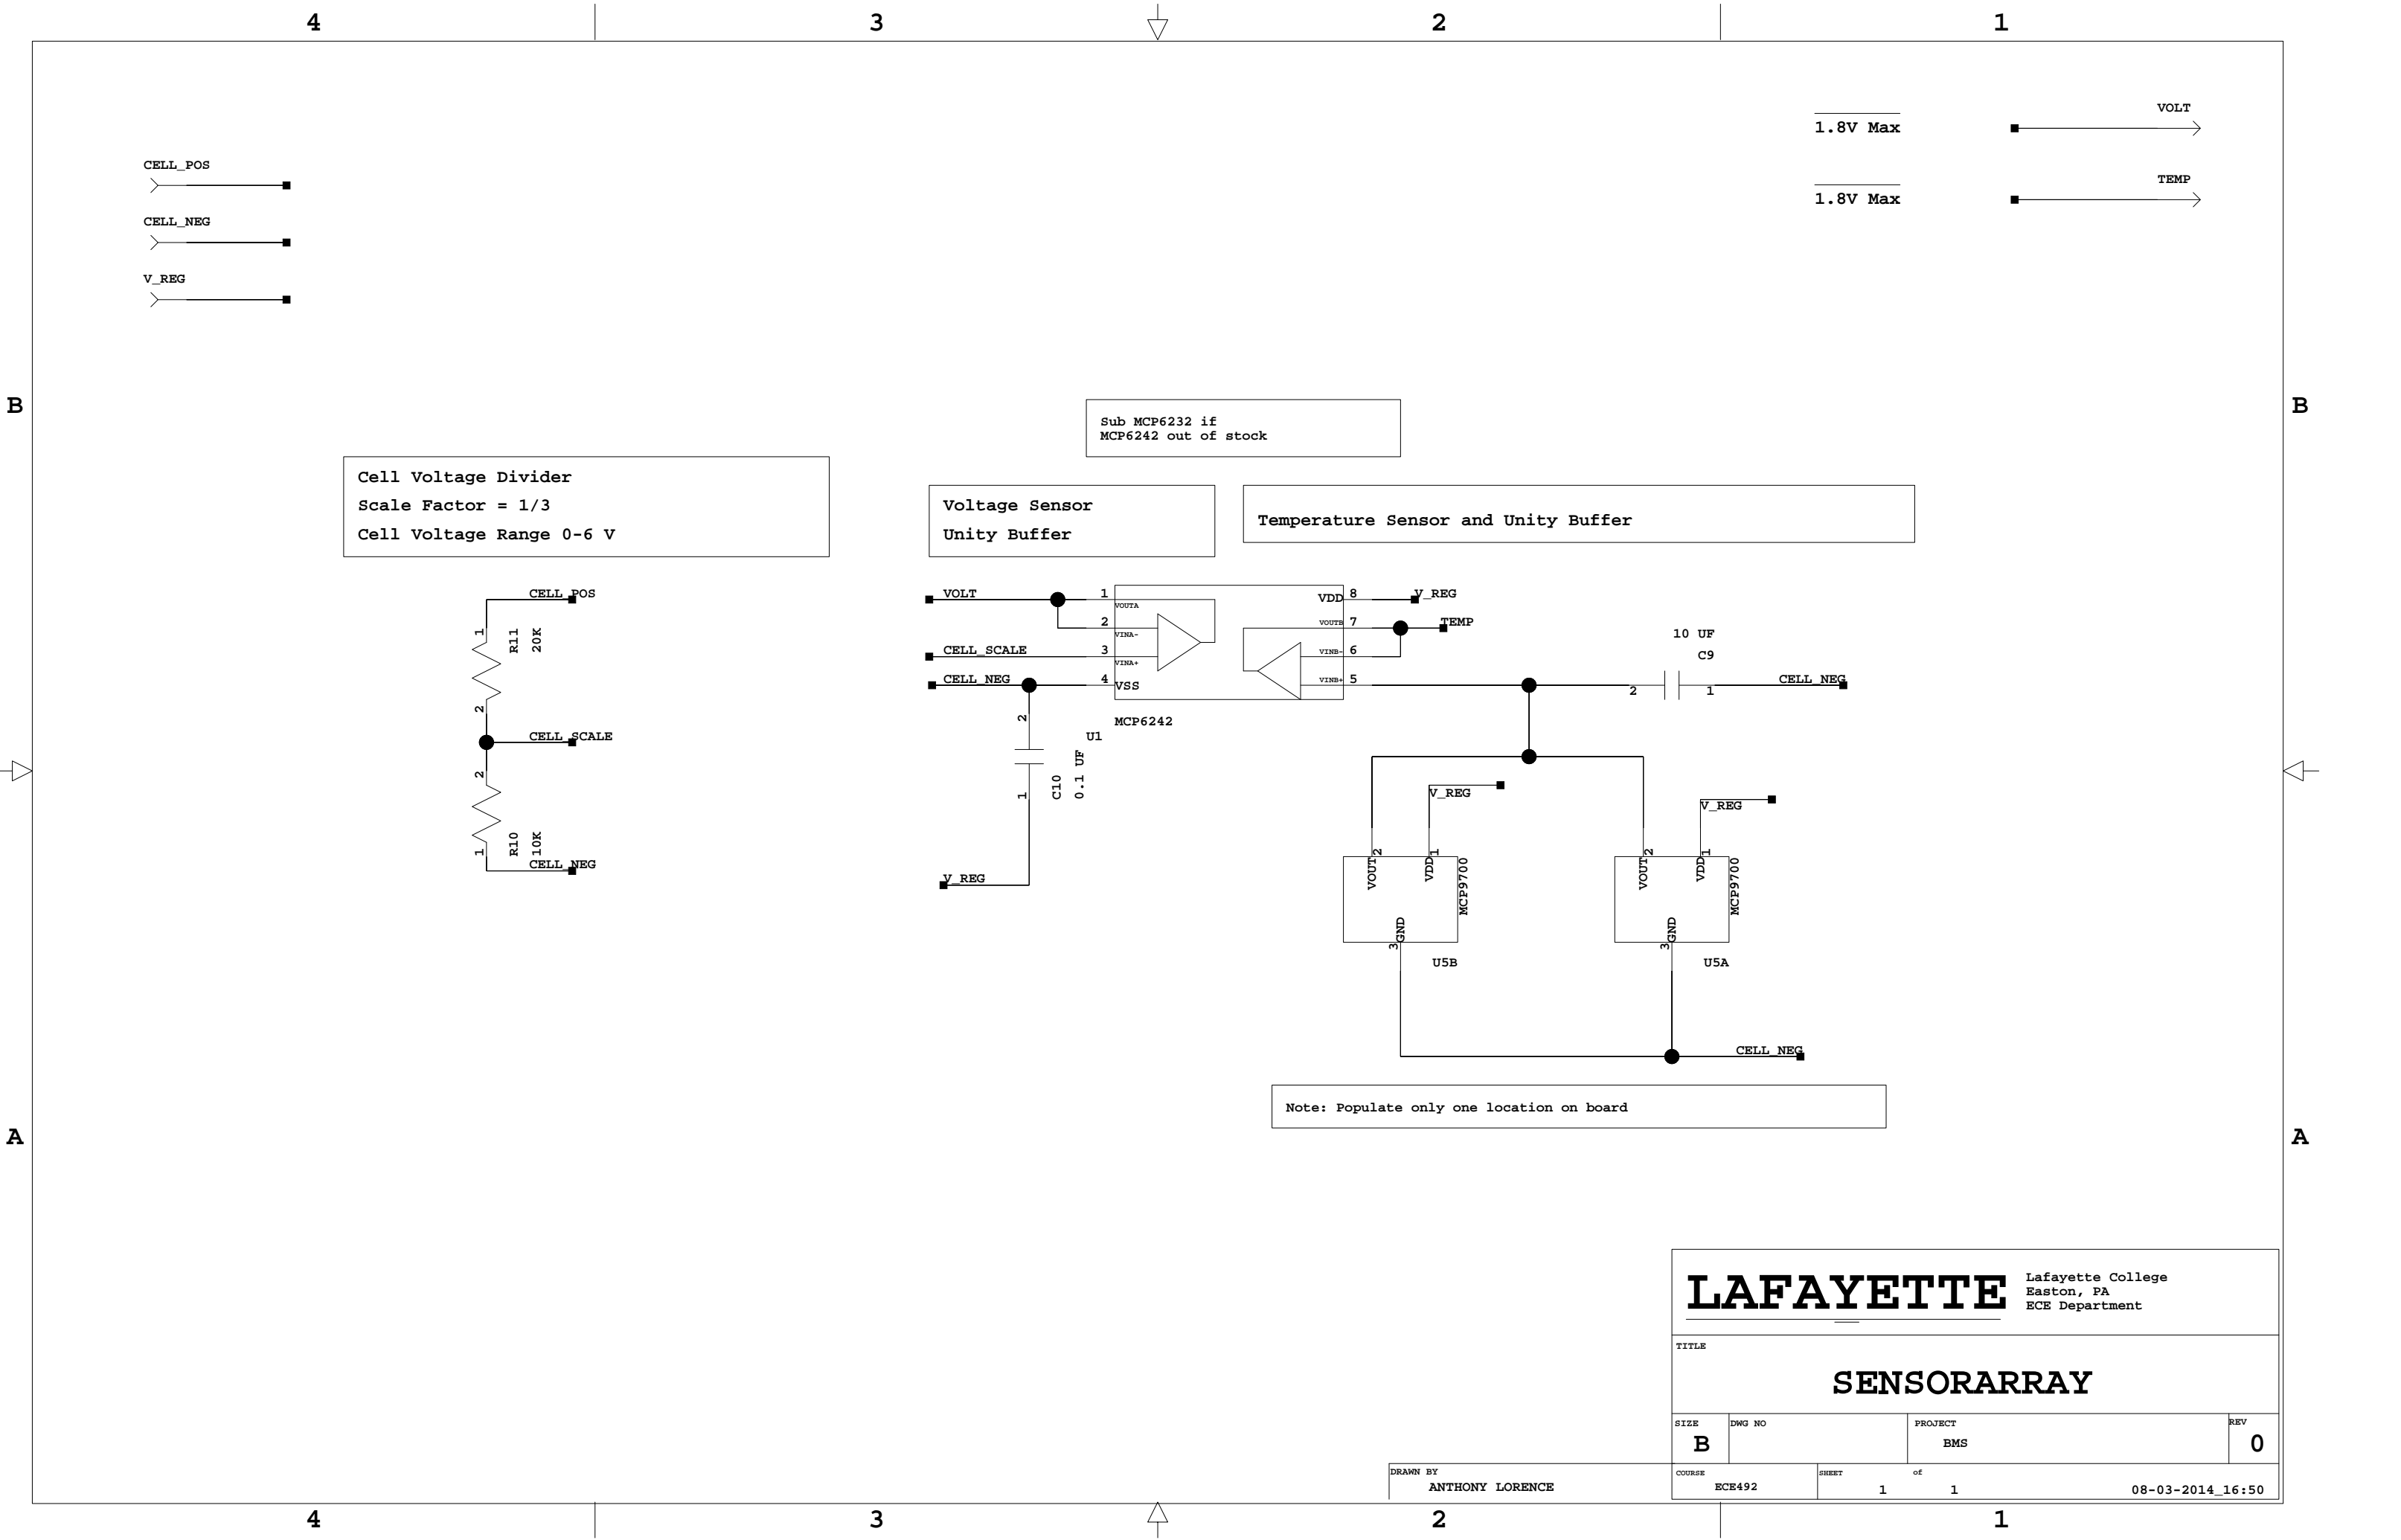 4 3 2 1
VOLT
1.8V Max
TEMP
1.8V Max
CELL_POS
CELL_NEG
V_REG
B B
Sub MCP6232 if
MCP6242 out of stock
Cell Voltage Divider
Scale Factor = 1/3
Cell Voltage Range 0-6 V
Voltage Sensor
Unity Buffer
Temperature Sensor and Unity Buffer
CELL_POS
1
R11
20K
2
CELL_SCALE
2
R10
10K
1
CELL_NEG
VOLT 1 VOUTA
2 VINA-
CELL_SCALE 3 VINA+
CELL_NEG 4 VSS
VDD 8 V_REG
VOUTB 7 TEMP
VINB- 6
VINB+ 5
MCP6242
U1
2
C10
0.1 UF
1
V_REG
10 UF
C9
2 1 CELL_NEG
V_REG
VOUT 2
VDD 1
MCP9700
3 GND
U5B
V_REG
VOUT 2
VDD 1
MCP9700
3 GND
U5A
CELL_NEG
Note: Populate only one location on board
A A
LAFAYETTE
Lafayette College
Easton, PA
ECE Department
TITLE
SENSORARRAY
SIZE DWG NO PROJECT REV
B BMS 0
DRAWN BY COURSE SHEET of
ANTHONY LORENCE ECE492 1 1 08-03-2014_16:50
4 3 2 1